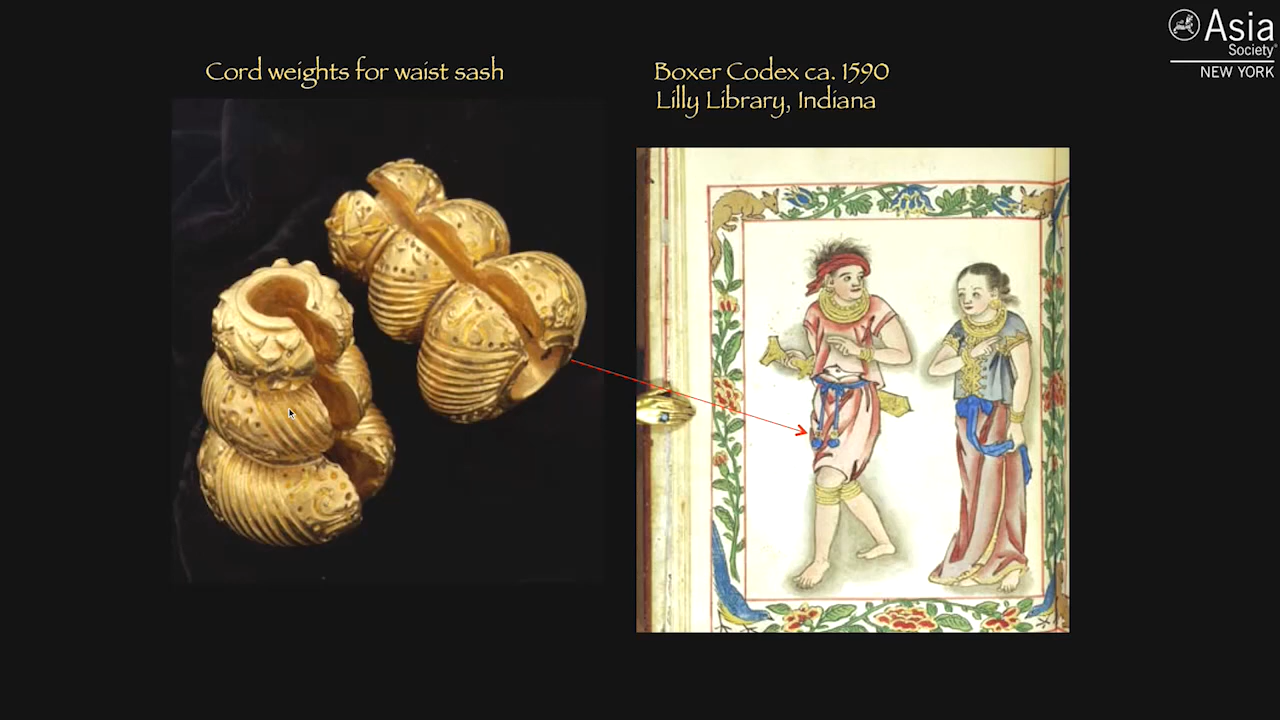 Asia
Society
NEW YORK
Cord weights for waist sash
Boxer Codex ca. 1590
Lilly Library, Indiana